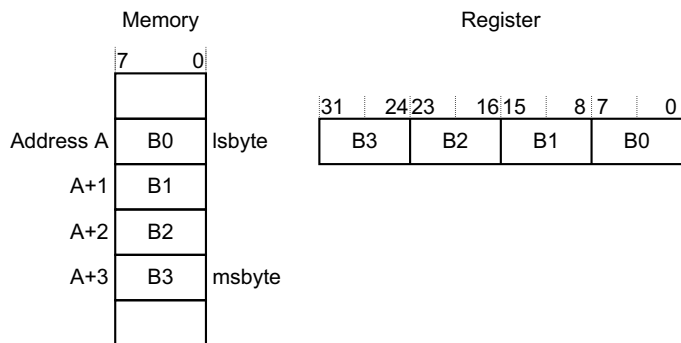 Memory Register
7 0
31 24 23 16 15 8 7 0
Address A B0 lsbyte B3 B2 B1 B0
A+1 B1
A+2 B2
A+3 B3 msbyte